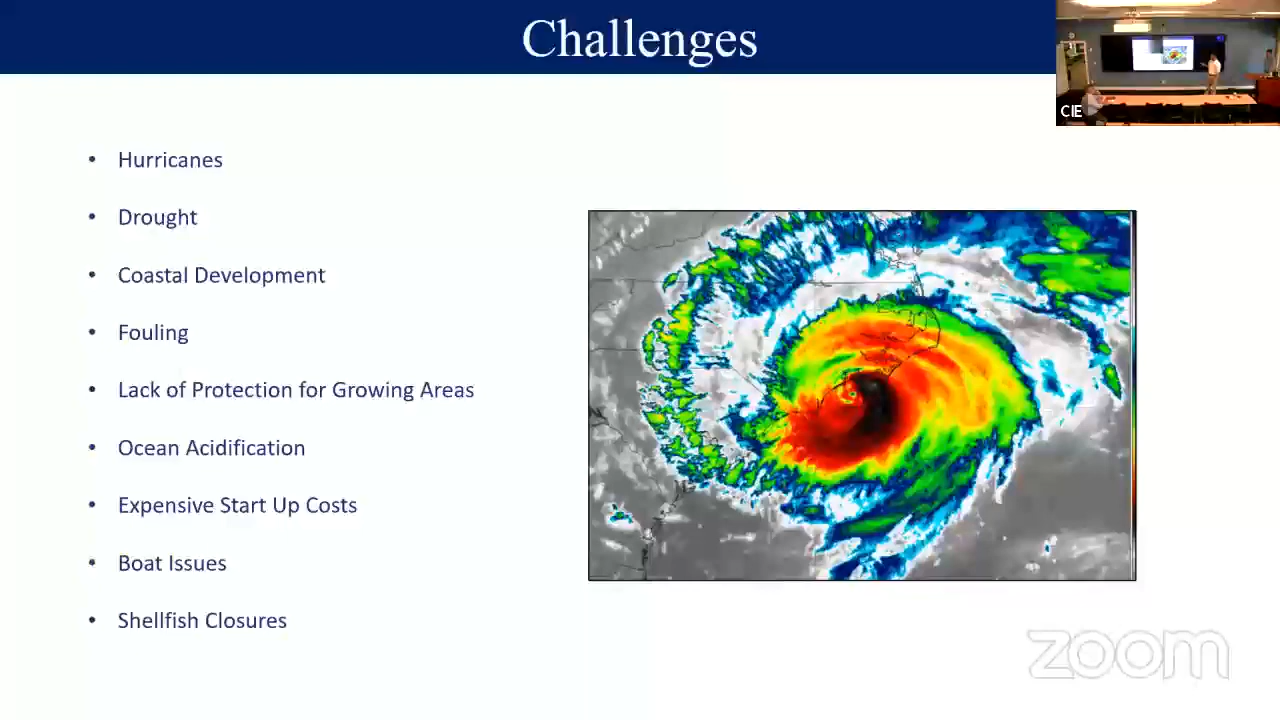 Challenges
CIE
• Hurricanes
• Drought
• Coastal Development
• Fouling
• Lack of Protection for Growing Areas
• Ocean Acidification
• Expensive Start Up Costs
• Boat Issues
• Shellfish Closures
zoom